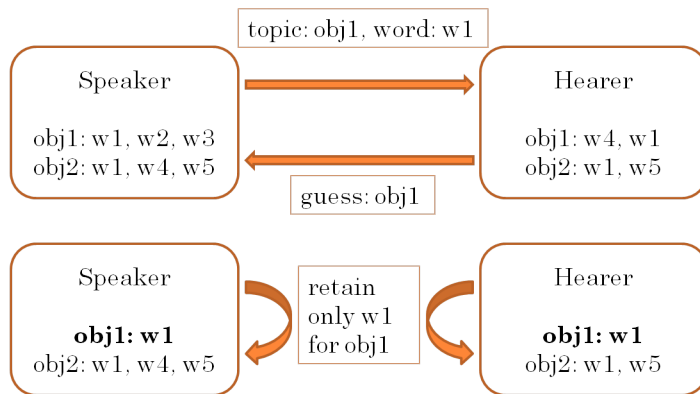 topic: obj1, word: w1
Speaker
obj1: w1, w2, w3
obj2: w1, w4, w5
Hearer
obj1: w4, w1
obj2: w1, w5
guess: obj1
Speaker
obj1: w1
obj2: w1, w4, w5
retain
only w1
for obj1
Hearer
obj1: w1
obj2: w1, w5